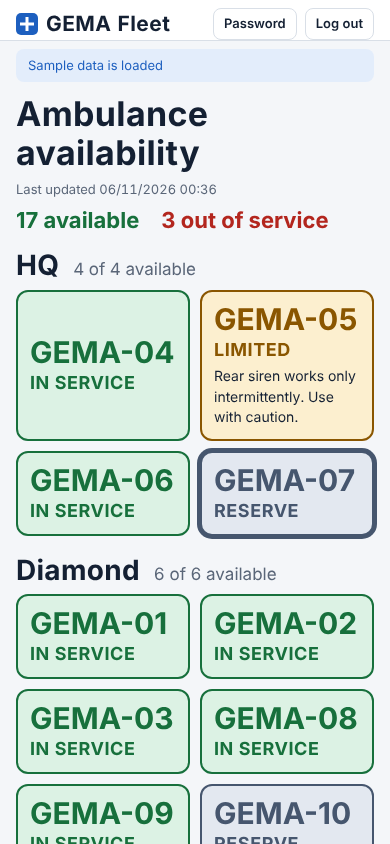 GEMA Fleet
Password
Log out
Sample data is loaded
Ambulance
availability
Last updated 06/11/2026 00:36
17 available 3 out of service
HQ 4 of 4 available
GEMA-04
IN SERVICE
GEMA-05
LIMITED
Rear siren works only
intermittently. Use
with caution.
GEMA-06
IN SERVICE
GEMA-07
RESERVE
Diamond 6 of 6 available
GEMA-01
IN SERVICE
GEMA-02
IN SERVICE
GEMA-03
IN SERVICE
GEMA-08
IN SERVICE
GEMA-09
IN SERVICE
GEMA-10
RESERVE